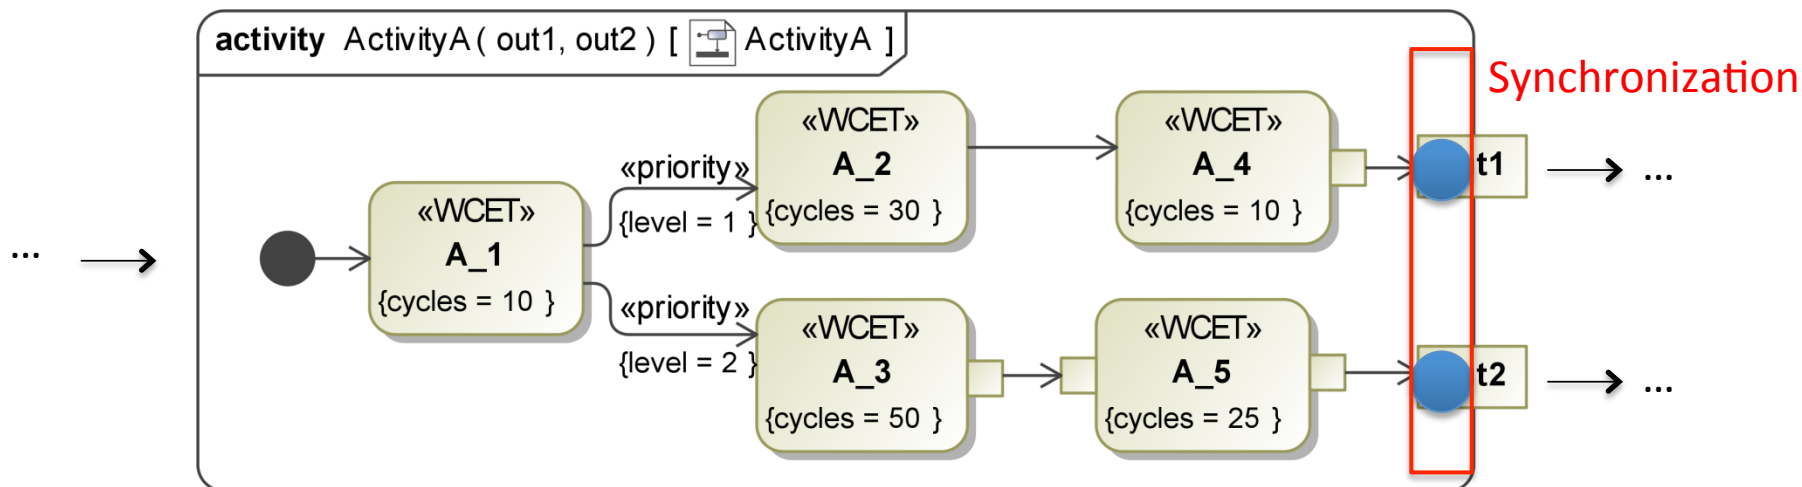 activity ActivityA ( out1, out2 ) [ ActivityA ]
Synchronization
«WCET»
A_2
{cycles = 30 }
«WCET»
A_4
{cycles = 10 }
t1
...
«priority»
{level = 1 }
...
«WCET»
A_1
{cycles = 10 }
«priority»
{level = 2 }
«WCET»
A_3
{cycles = 50 }
«WCET»
A_5
{cycles = 25 }
t2
...